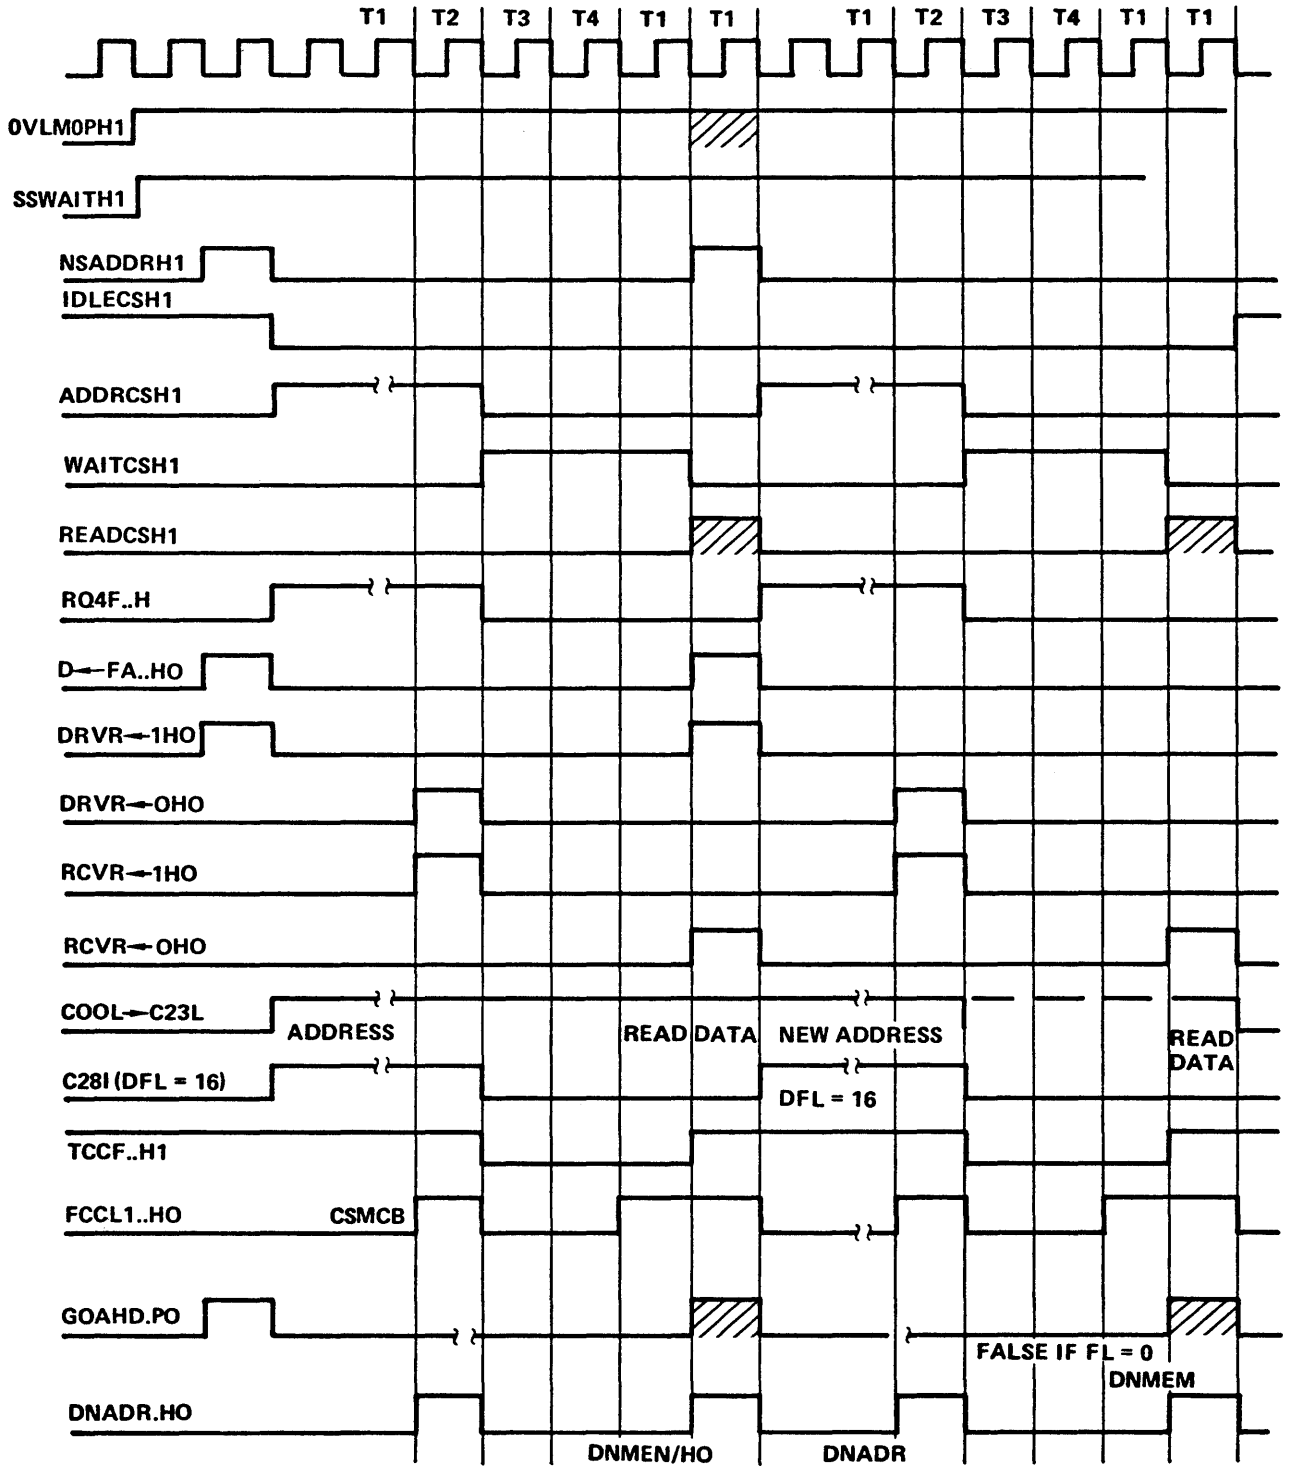 T1 T2 T3 T4 T1 T1 T1 T2 T3 T4 T1 T1
0VLM0PH1
SSWAITH1
NSADDRH1
IDLECSH1
ADDRCSH1
WAITCSH1
READCSH1
RQ4F..H
D←FA..HO
DRVR←1HO
DRVR←OHO
RCVR←1HO
RCVR←OHO
COOL→C23L
ADDRESS READ DATA NEW ADDRESS READ
DATA
C28I (DFL = 16)
DFL = 16
TCCF..H1
FCCL1..HO CSMCB
GOAHD.PO
FALSE IF FL = 0
DNMEM
DNADR.HO
DNMEN/HO DNADR